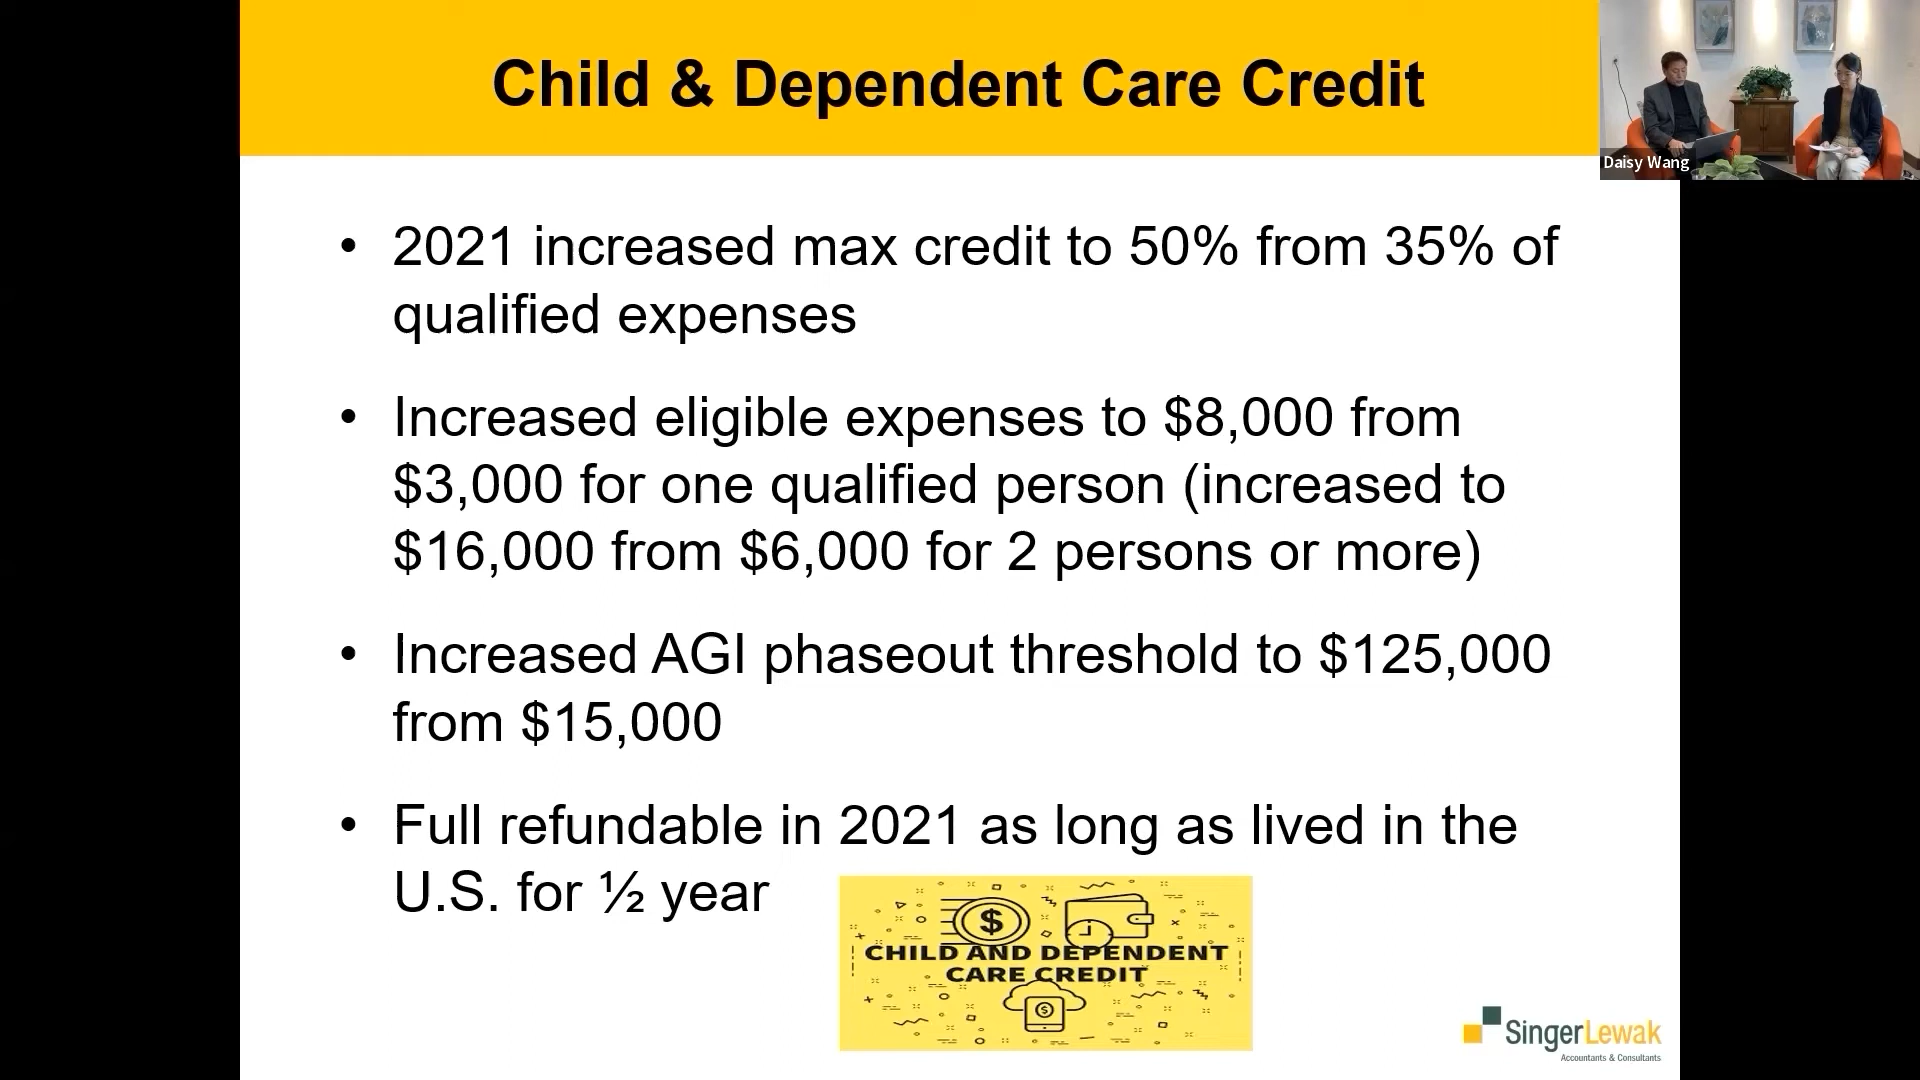 Child & Dependent Care Credit
Daisy Wang
• 2021 increased max credit to 50% from 35% of
qualified expenses
• Increased eligible expenses to $8,000 from
$3,000 for one qualified person (increased to
$16,000 from $6,000 for 2 persons or more)
• Increased AGI phaseout threshold to $125,000
from $15,000
• Full refundable in 2021 as long as lived in the
U.S. for ½ year
$
CHILD AND DEPENDENT
CARE CREDIT
$
SingerLewak
Accountants & Consultants